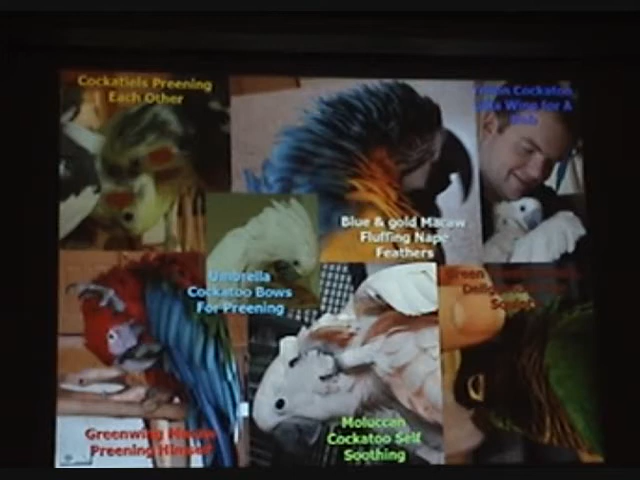 Cockatiels Preening
Each Other
Cockatoo
Wing for A
Blue & gold Macaw
Fluffing Nape
Feathers
Umbrella
Cockatoo Bows
For Preening
Green
Greenwing Macaw
Preening Himself
Moluccan
Cockatoo Self
Soothing